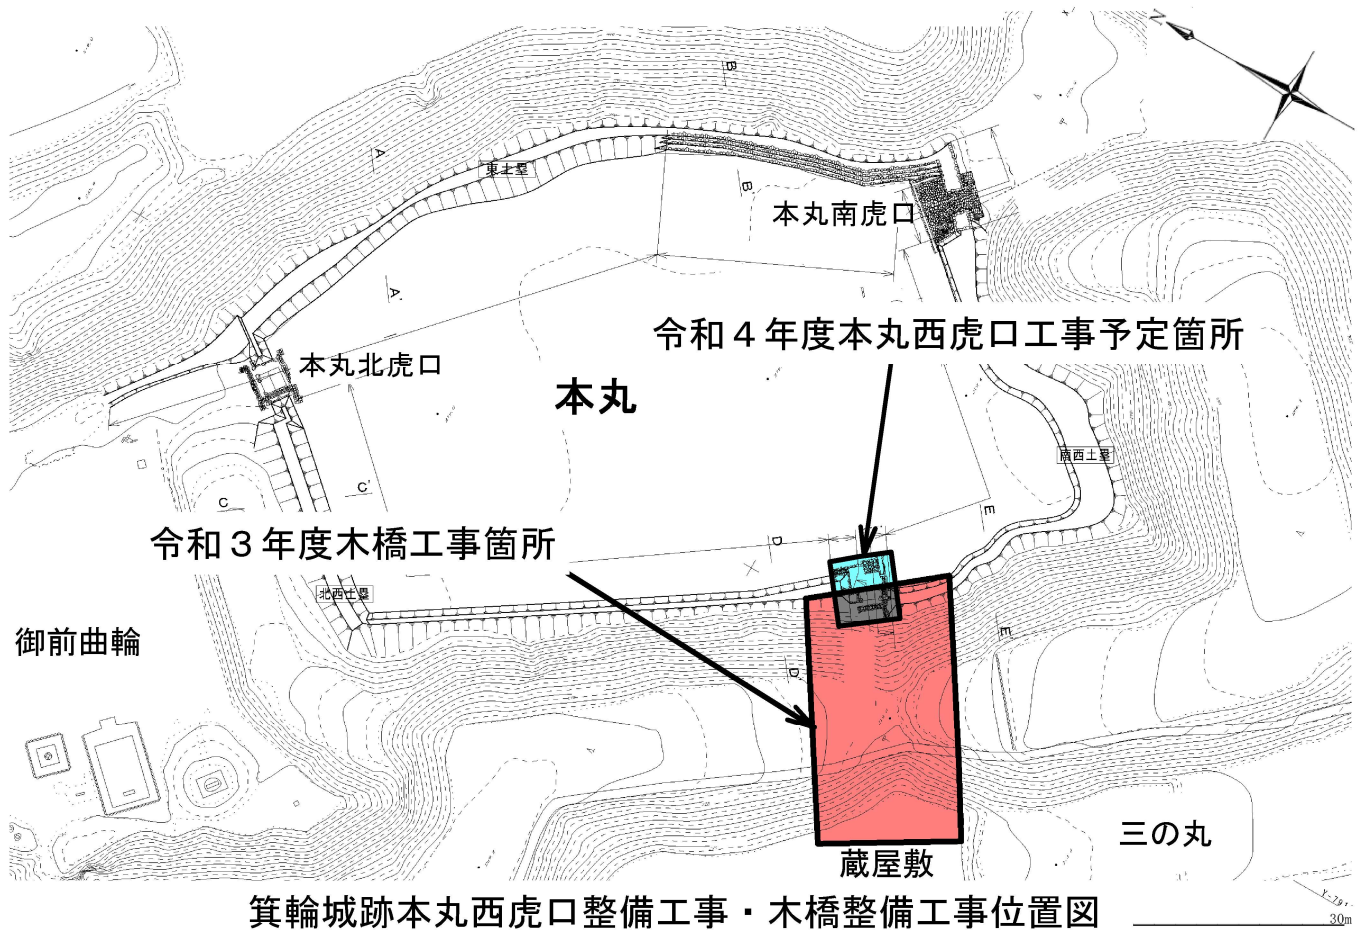 N
B
A
東北塁
B'
本丸南虎口
A'
令和４年度本丸西虎口工事予定箇所
本丸北虎口
本丸
南西土塁
C'
C
E
令和３年度木橋工事箇所
D
北西土塁
御前曲輪
E'
D'
三の丸
蔵屋敷
箕輪城跡本丸西虎口整備工事・木橋整備工事位置図
30m